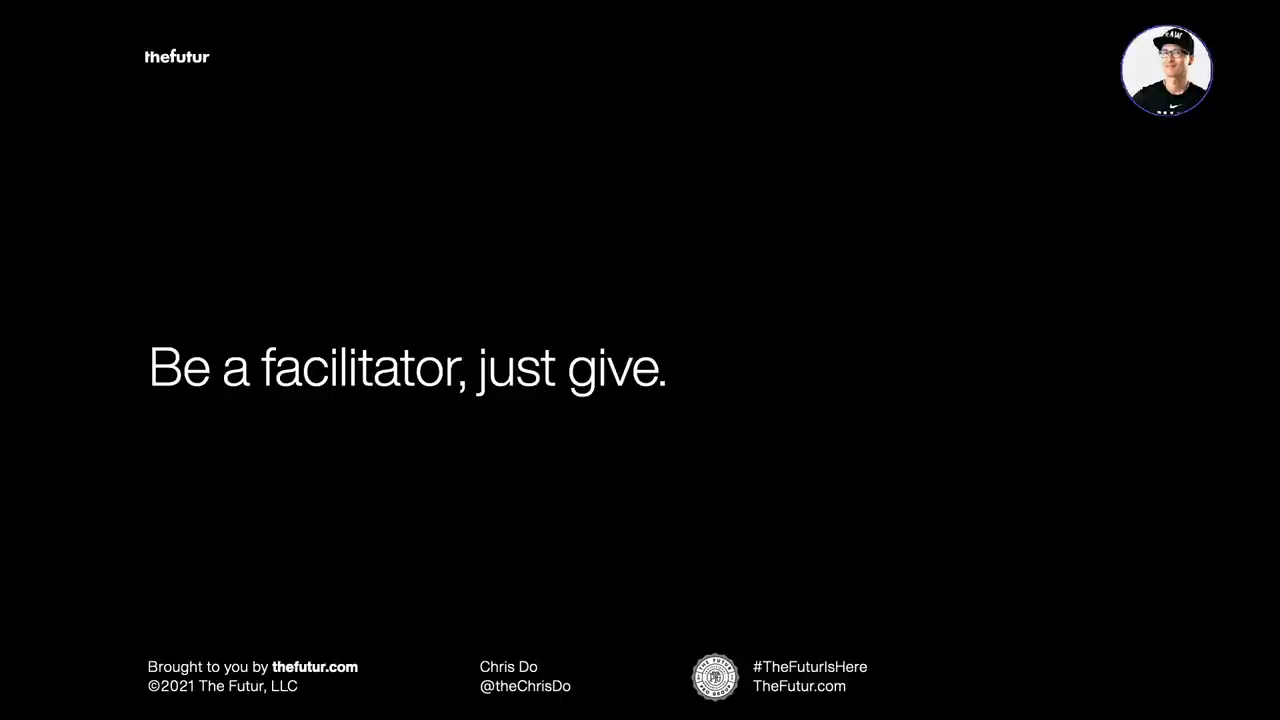 thefutur
Be a facilitator, just give.
Brought to you by thefutur.com
©2021 The Futur, LLC
Chris Do
@theChrisDo
#TheFuturIsHere
TheFutur.com